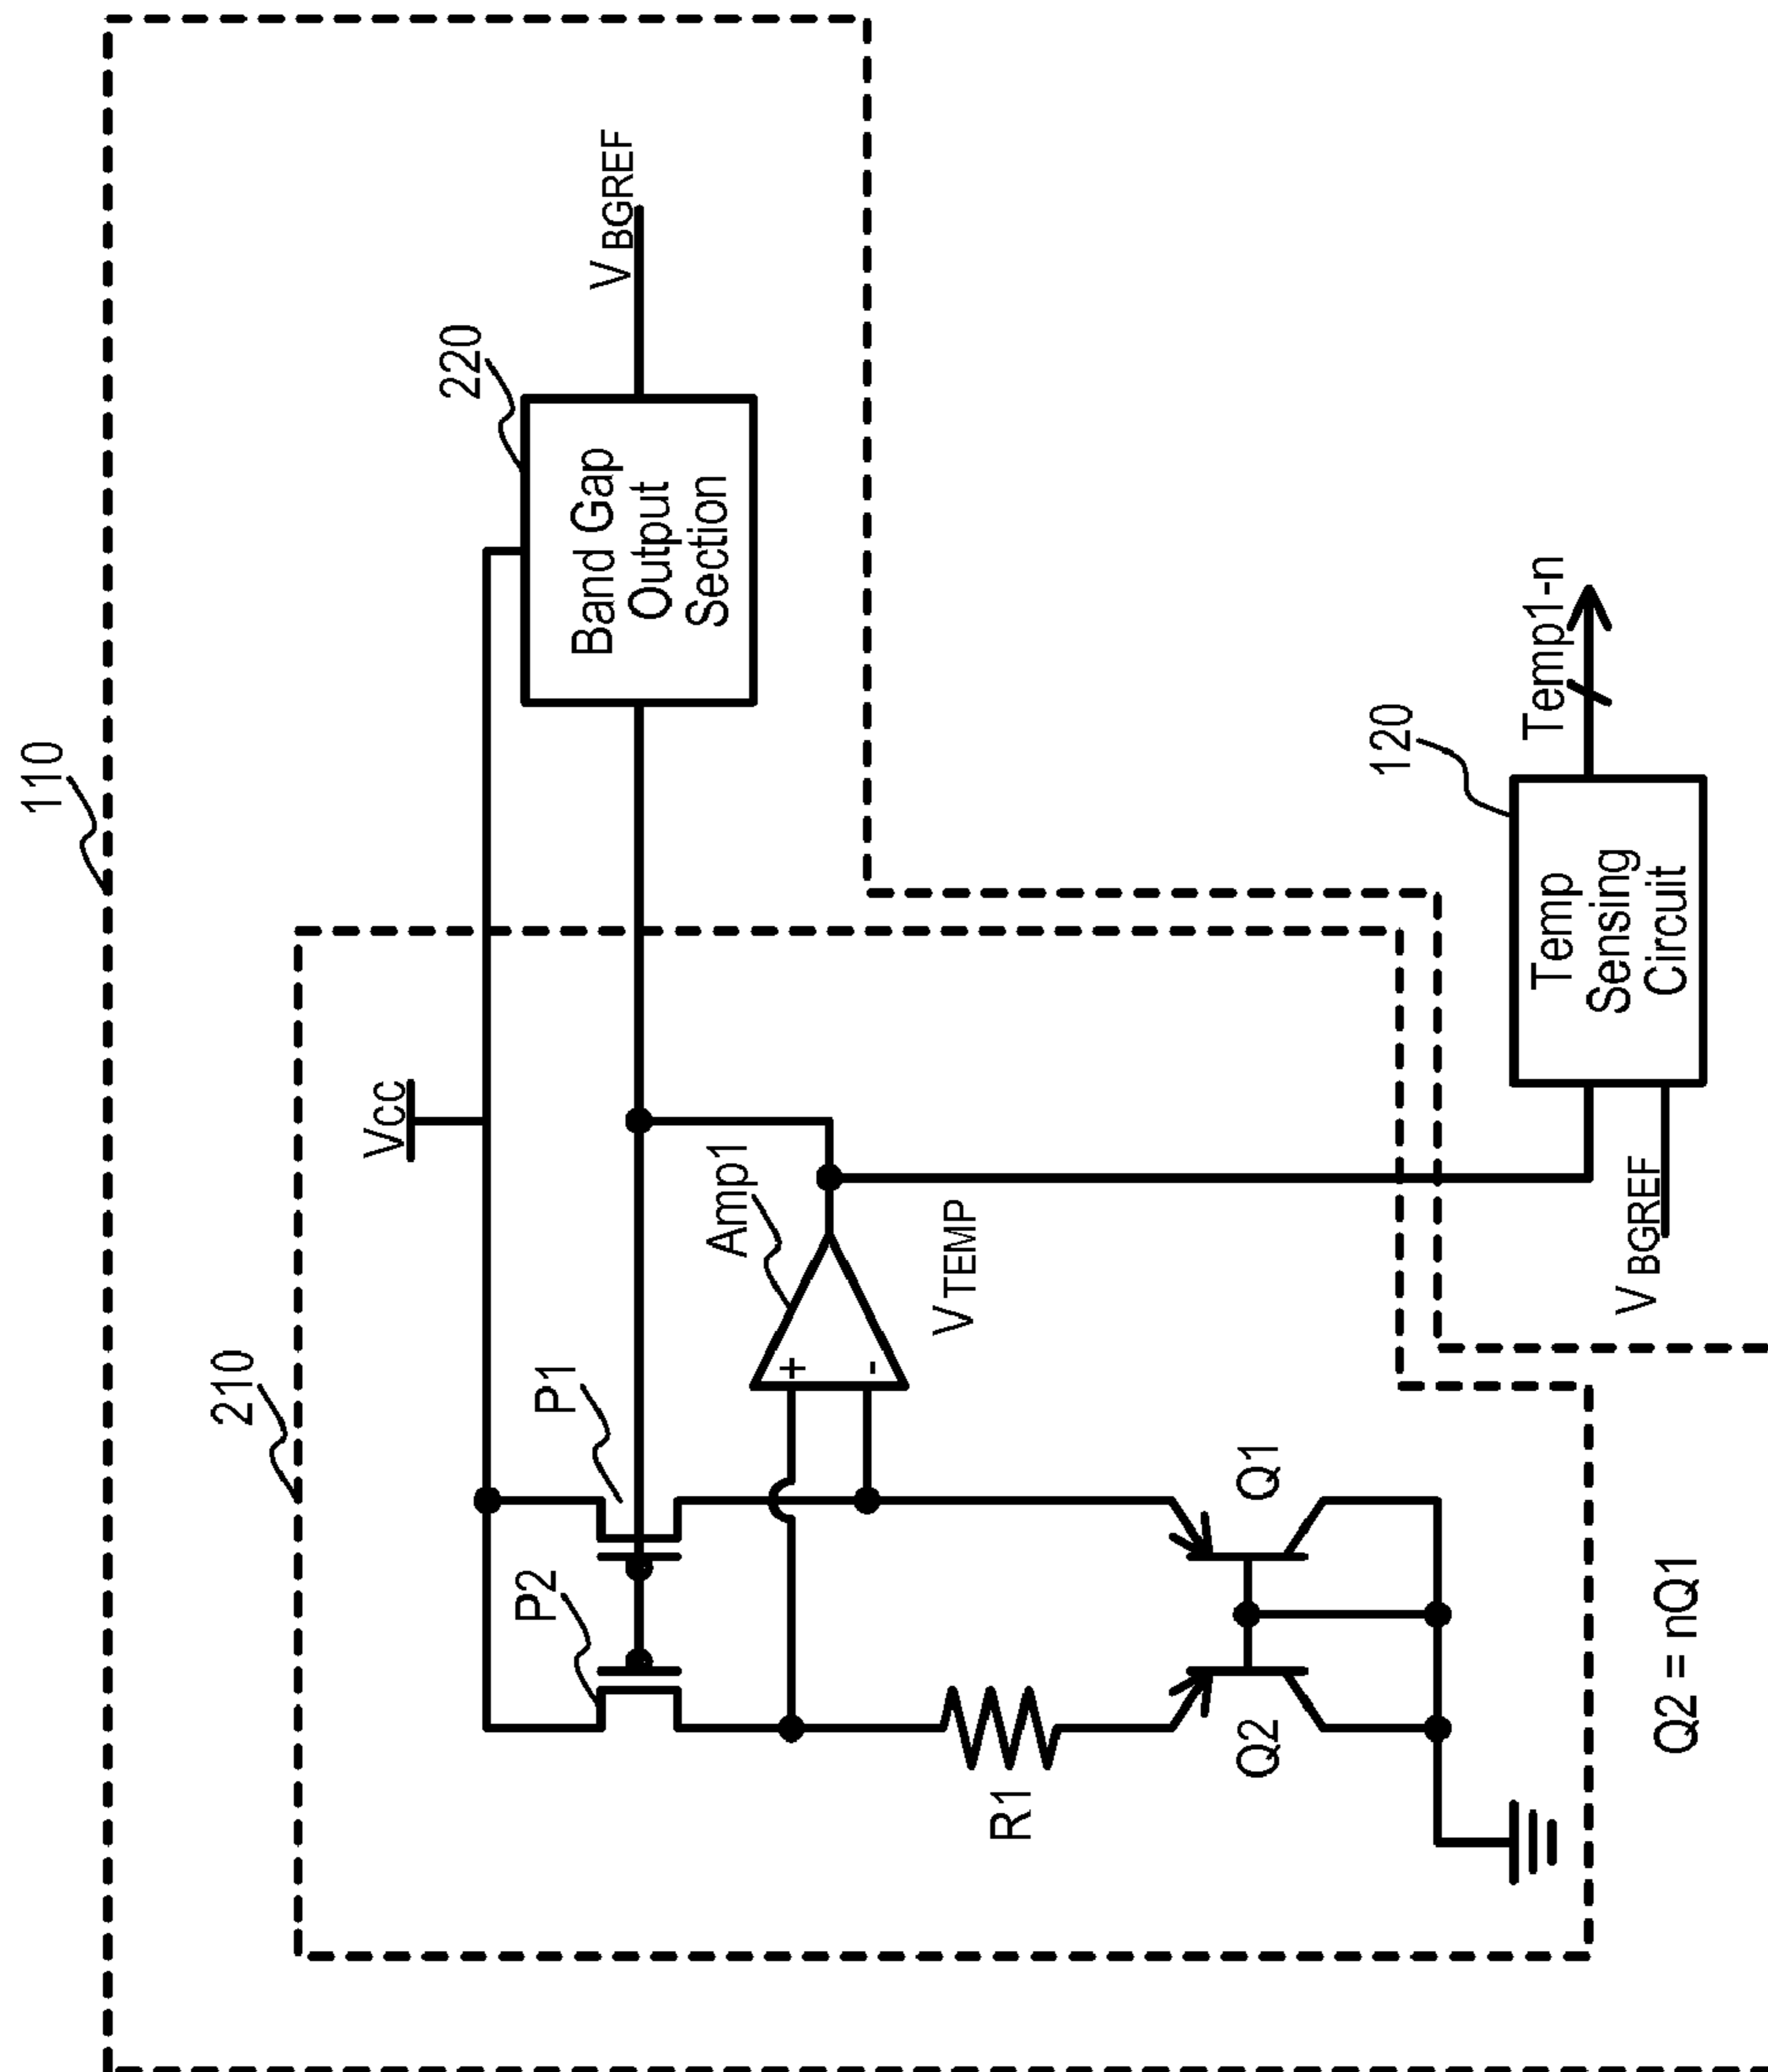 110
210
Vcc
220
P2
P1
Amp1
+
-
Band Gap
Output
Section
VBGREF
VTEMP
R1
Q2
Q1
120
Temp
Sensing
Circuit
Temp1-n
VBGREF
Q2 = nQ1